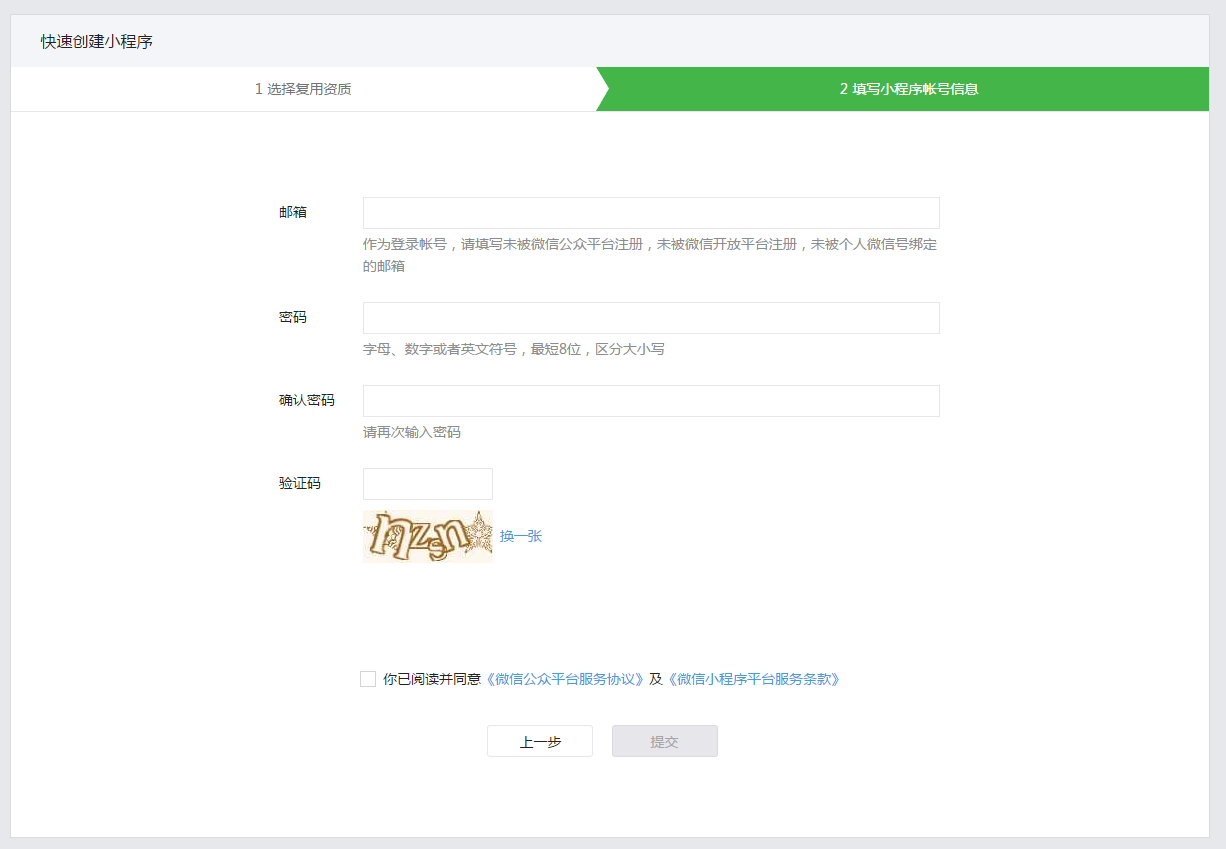 快速创建小程序
1 选择复用资质
2 填写小程序帐号信息
邮箱
作为登录帐号，请填写未被微信公众平台注册，未被微信开放平台注册，未被个人微信号绑定
的邮箱
密码
字母、数字或者英文符号，最短8位，区分大小写
确认密码
请再次输入密码
验证码
hzsn
换一张
你已阅读并同意《微信公众平台服务协议》及《微信小程序平台服务条款》
上一步
提交